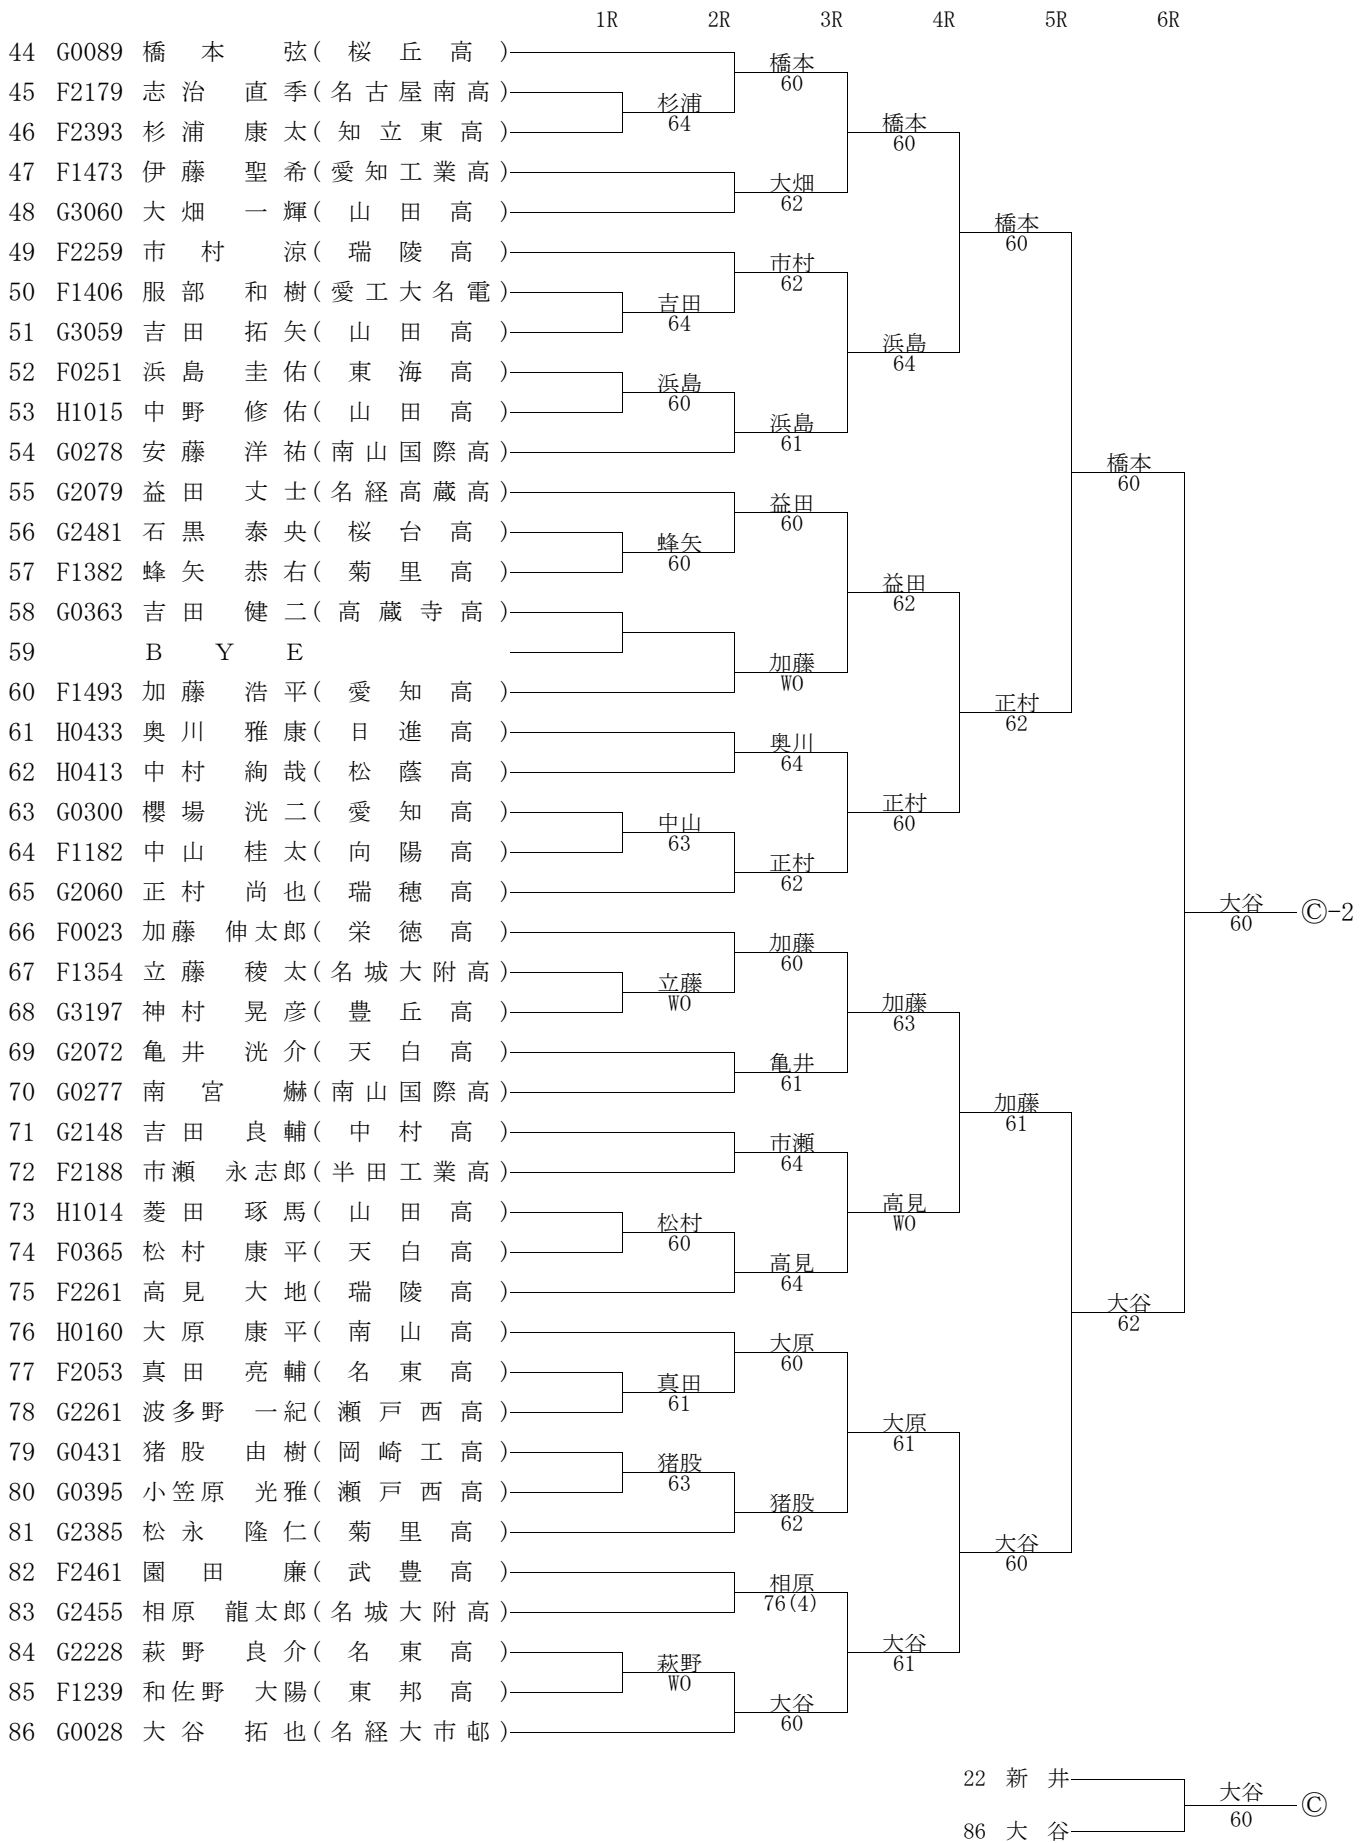 1R 2R 3R 4R 5R 6R
44 G0089 橋本 弦(桜丘高)
45 F2179 志治 直季(名古屋南高)
46 F2393 杉浦 康太(知立東高)
47 F1473 伊藤 聖希(愛知工業高)
48 G3060 大畑 一輝(山田高)
49 F2259 市村 涼(瑞陵高)
50 F1406 服部 和樹(愛工大名電)
51 G3059 吉田 拓矢(山田高)
52 F0251 浜島 圭佑(東海高)
53 H1015 中野 修佑(山田高)
54 G0278 安藤 洋祐(南山国際高)
55 G2079 益田 丈士(名経高蔵高)
56 G2481 石黒 泰央(桜台高)
57 F1382 蜂矢 恭右(菊里高)
58 G0363 吉田 健二(高蔵寺高)
59 BYE
60 F1493 加藤 浩平(愛知高)
61 H0433 奥川 雅康(日進高)
62 H0413 中村 絢哉(松蔭高)
63 G0300 櫻場 洸二(愛知高)
64 F1182 中山 桂太(向陽高)
65 G2060 正村 尚也(瑞穂高)
66 F0023 加藤 伸太郎(栄徳高)
67 F1354 立藤 稜太(名城大附高)
68 G3197 神村 晃彦(豊丘高)
69 G2072 亀井 洸介(天白高)
70 G0277 南宮 爀(南山国際高)
71 G2148 吉田 良輔(中村高)
72 F2188 市瀬 永志郎(半田工業高)
73 H1014 菱田 琢馬(山田高)
74 F0365 松村 康平(天白高)
75 F2261 高見 大地(瑞陵高)
76 H0160 大原 康平(南山高)
77 F2053 真田 亮輔(名東高)
78 G2261 波多野 一紀(瀬戸西高)
79 G0431 猪股 由樹(岡崎工高)
80 G0395 小笠原 光雅(瀬戸西高)
81 G2385 松永 隆仁(菊里高)
82 F2461 園田 廉(武豊高)
83 G2455 相原 龍太郎(名城大附高)
84 G2228 萩野 良介(名東高)
85 F1239 和佐野 大陽(東邦高)
86 G0028 大谷 拓也(名経大市邨)
杉浦
64
吉田
64
浜島
60
蜂矢
60
中山
63
立藤
WO
松村
60
真田
61
猪股
63
萩野
WO
橋本
60
大畑
62
市村
62
浜島
61
益田
60
加藤
WO
奥川
64
正村
62
加藤
60
亀井
61
市瀬
64
高見
64
大原
60
猪股
62
相原
76(4)
大谷
60
橋本
60
浜島
64
益田
62
正村
60
加藤
63
高見
WO
大原
61
大谷
61
橋本
60
正村
62
加藤
61
大谷
60
橋本
60
大谷
62
大谷
60
Ⓒ-2
22 新井
86 大谷
大谷
60
Ⓒ